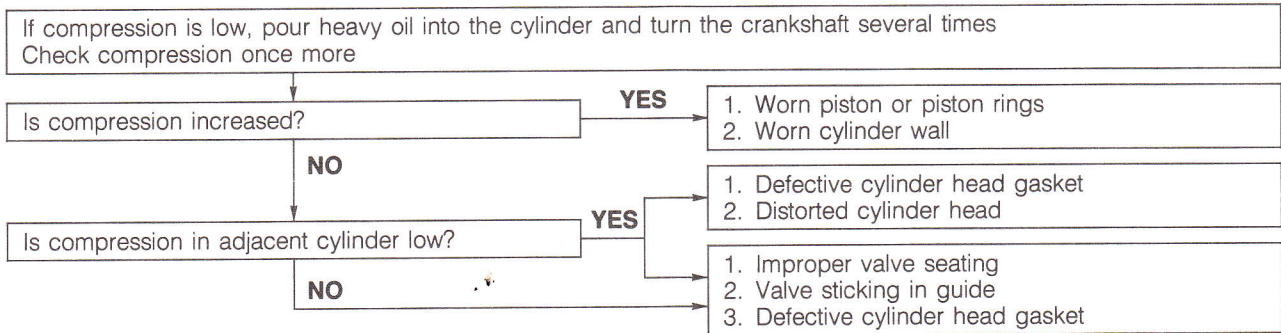 If compression is low, pour heavy oil into the cylinder and turn the crankshaft several times
Check compression once more
Is compression increased?
YES
1. Worn piston or piston rings
2. Worn cylinder wall
NO
Is compression in adjacent cylinder low?
YES
1. Defective cylinder head gasket
2. Distorted cylinder head
NO
1. Improper valve seating
2. Valve sticking in guide
3. Defective cylinder head gasket